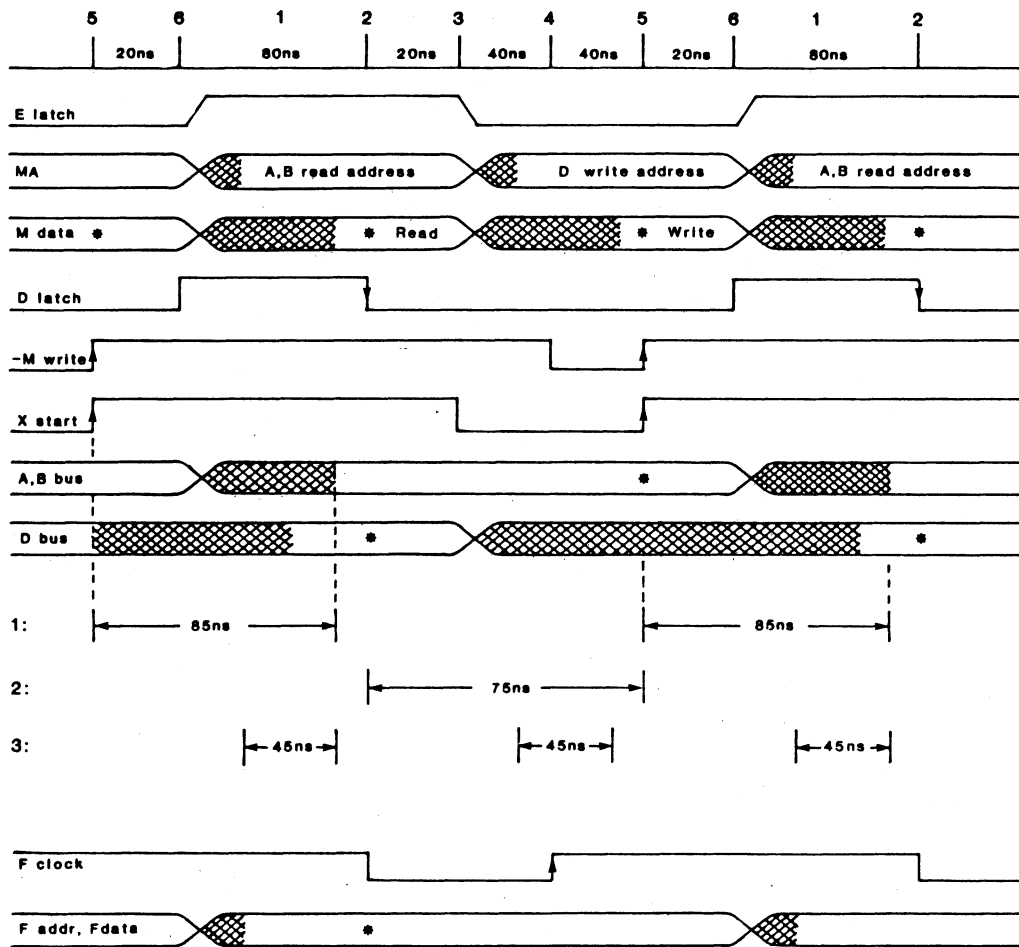 5 6 1 2 3 4 5 6 1 2
20ns 80ns 20ns 40ns 40ns 20ns 80ns
E latch
MA A,B read address D write address A,B read address
M data * * Read * Write *
D latch
-M write
X start
A,B bus *
D bus * *
1: 85ns 85ns
2: 75ns
3: 45ns 45ns 45ns
F clock
F addr, Fdata *